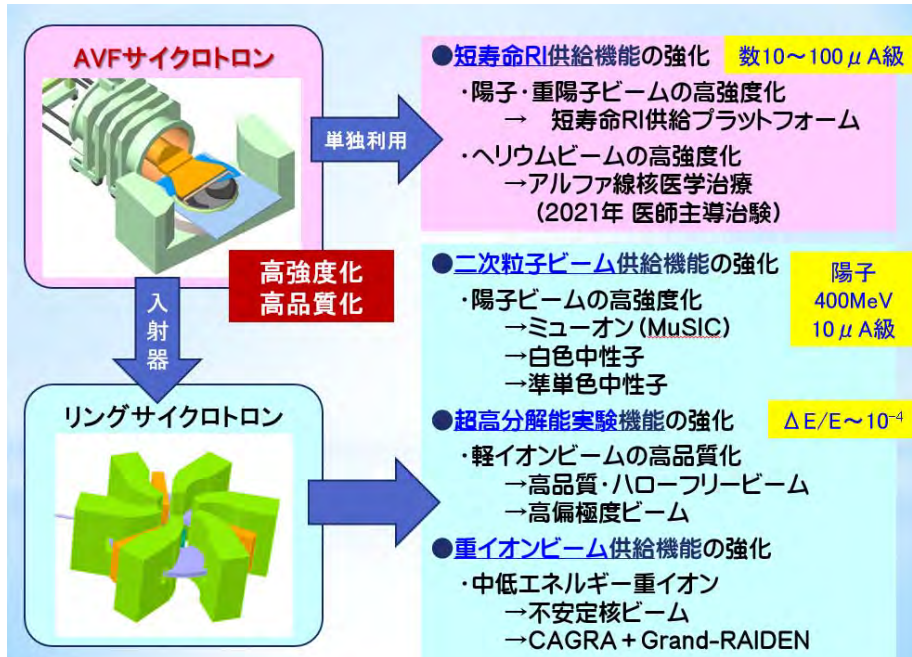 AVFサイクロトロン
単独利用
高強度化
高品質化
入射器
リングサイクロトロン
●短寿命RI供給機能の強化
数10～100μA級
・陽子・重陽子ビームの高強度化
→ 短寿命RI供給プラットフォーム
・ヘリウムビームの高強度化
→アルファ線核医学治療
(2021年 医師主導治験)
●二次粒子ビーム供給機能の強化
陽子
400MeV
10μA級
・陽子ビームの高強度化
→ミューオン(MuSIC)
→白色中性子
→準単色中性子
●超高分解能実験機能の強化
ΔE/E～10⁻⁴
・軽イオンビームの高品質化
→高品質・ハローフリービーム
→高偏極度ビーム
●重イオンビーム供給機能の強化
・中低エネルギー重イオン
→不安定核ビーム
→CAGRA+Grand-RAIDEN